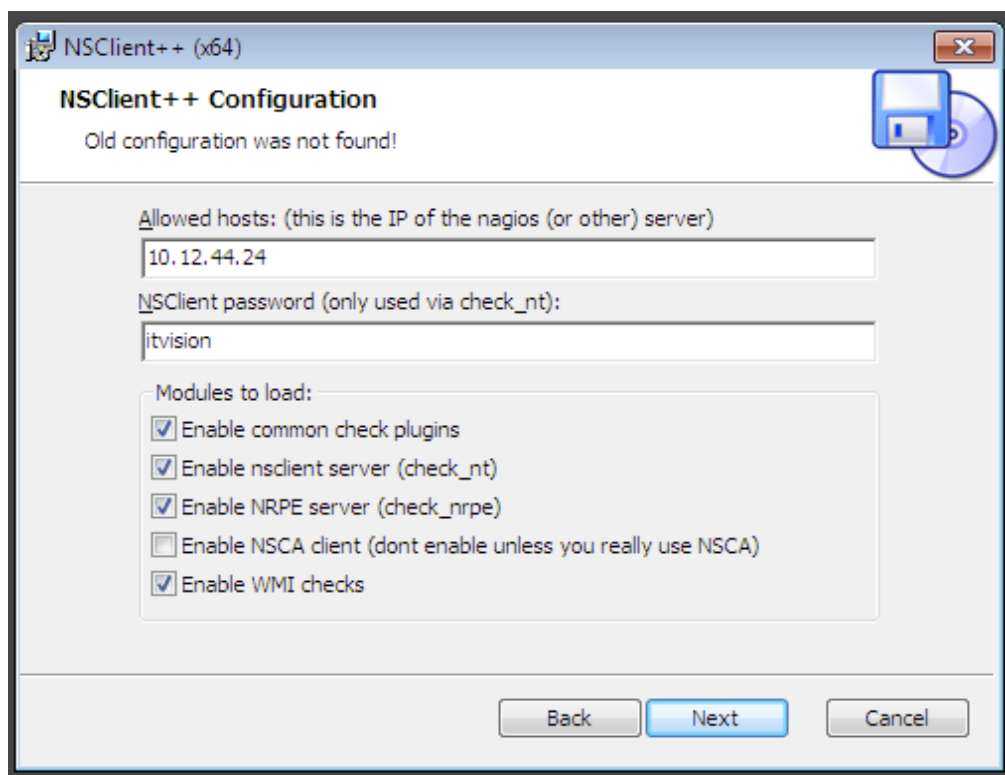 NSClient++ (x64)
NSClient++ Configuration
Old configuration was not found!
Allowed hosts: (this is the IP of the nagios (or other) server)
10.12.44.24
NSClient password (only used via check_nt):
itvision
Modules to load:
Enable common check plugins
Enable nsclient server (check_nt)
Enable NRPE server (check_nrpe)
Enable NSCA client (dont enable unless you really use NSCA)
Enable WMI checks
Back Next Cancel